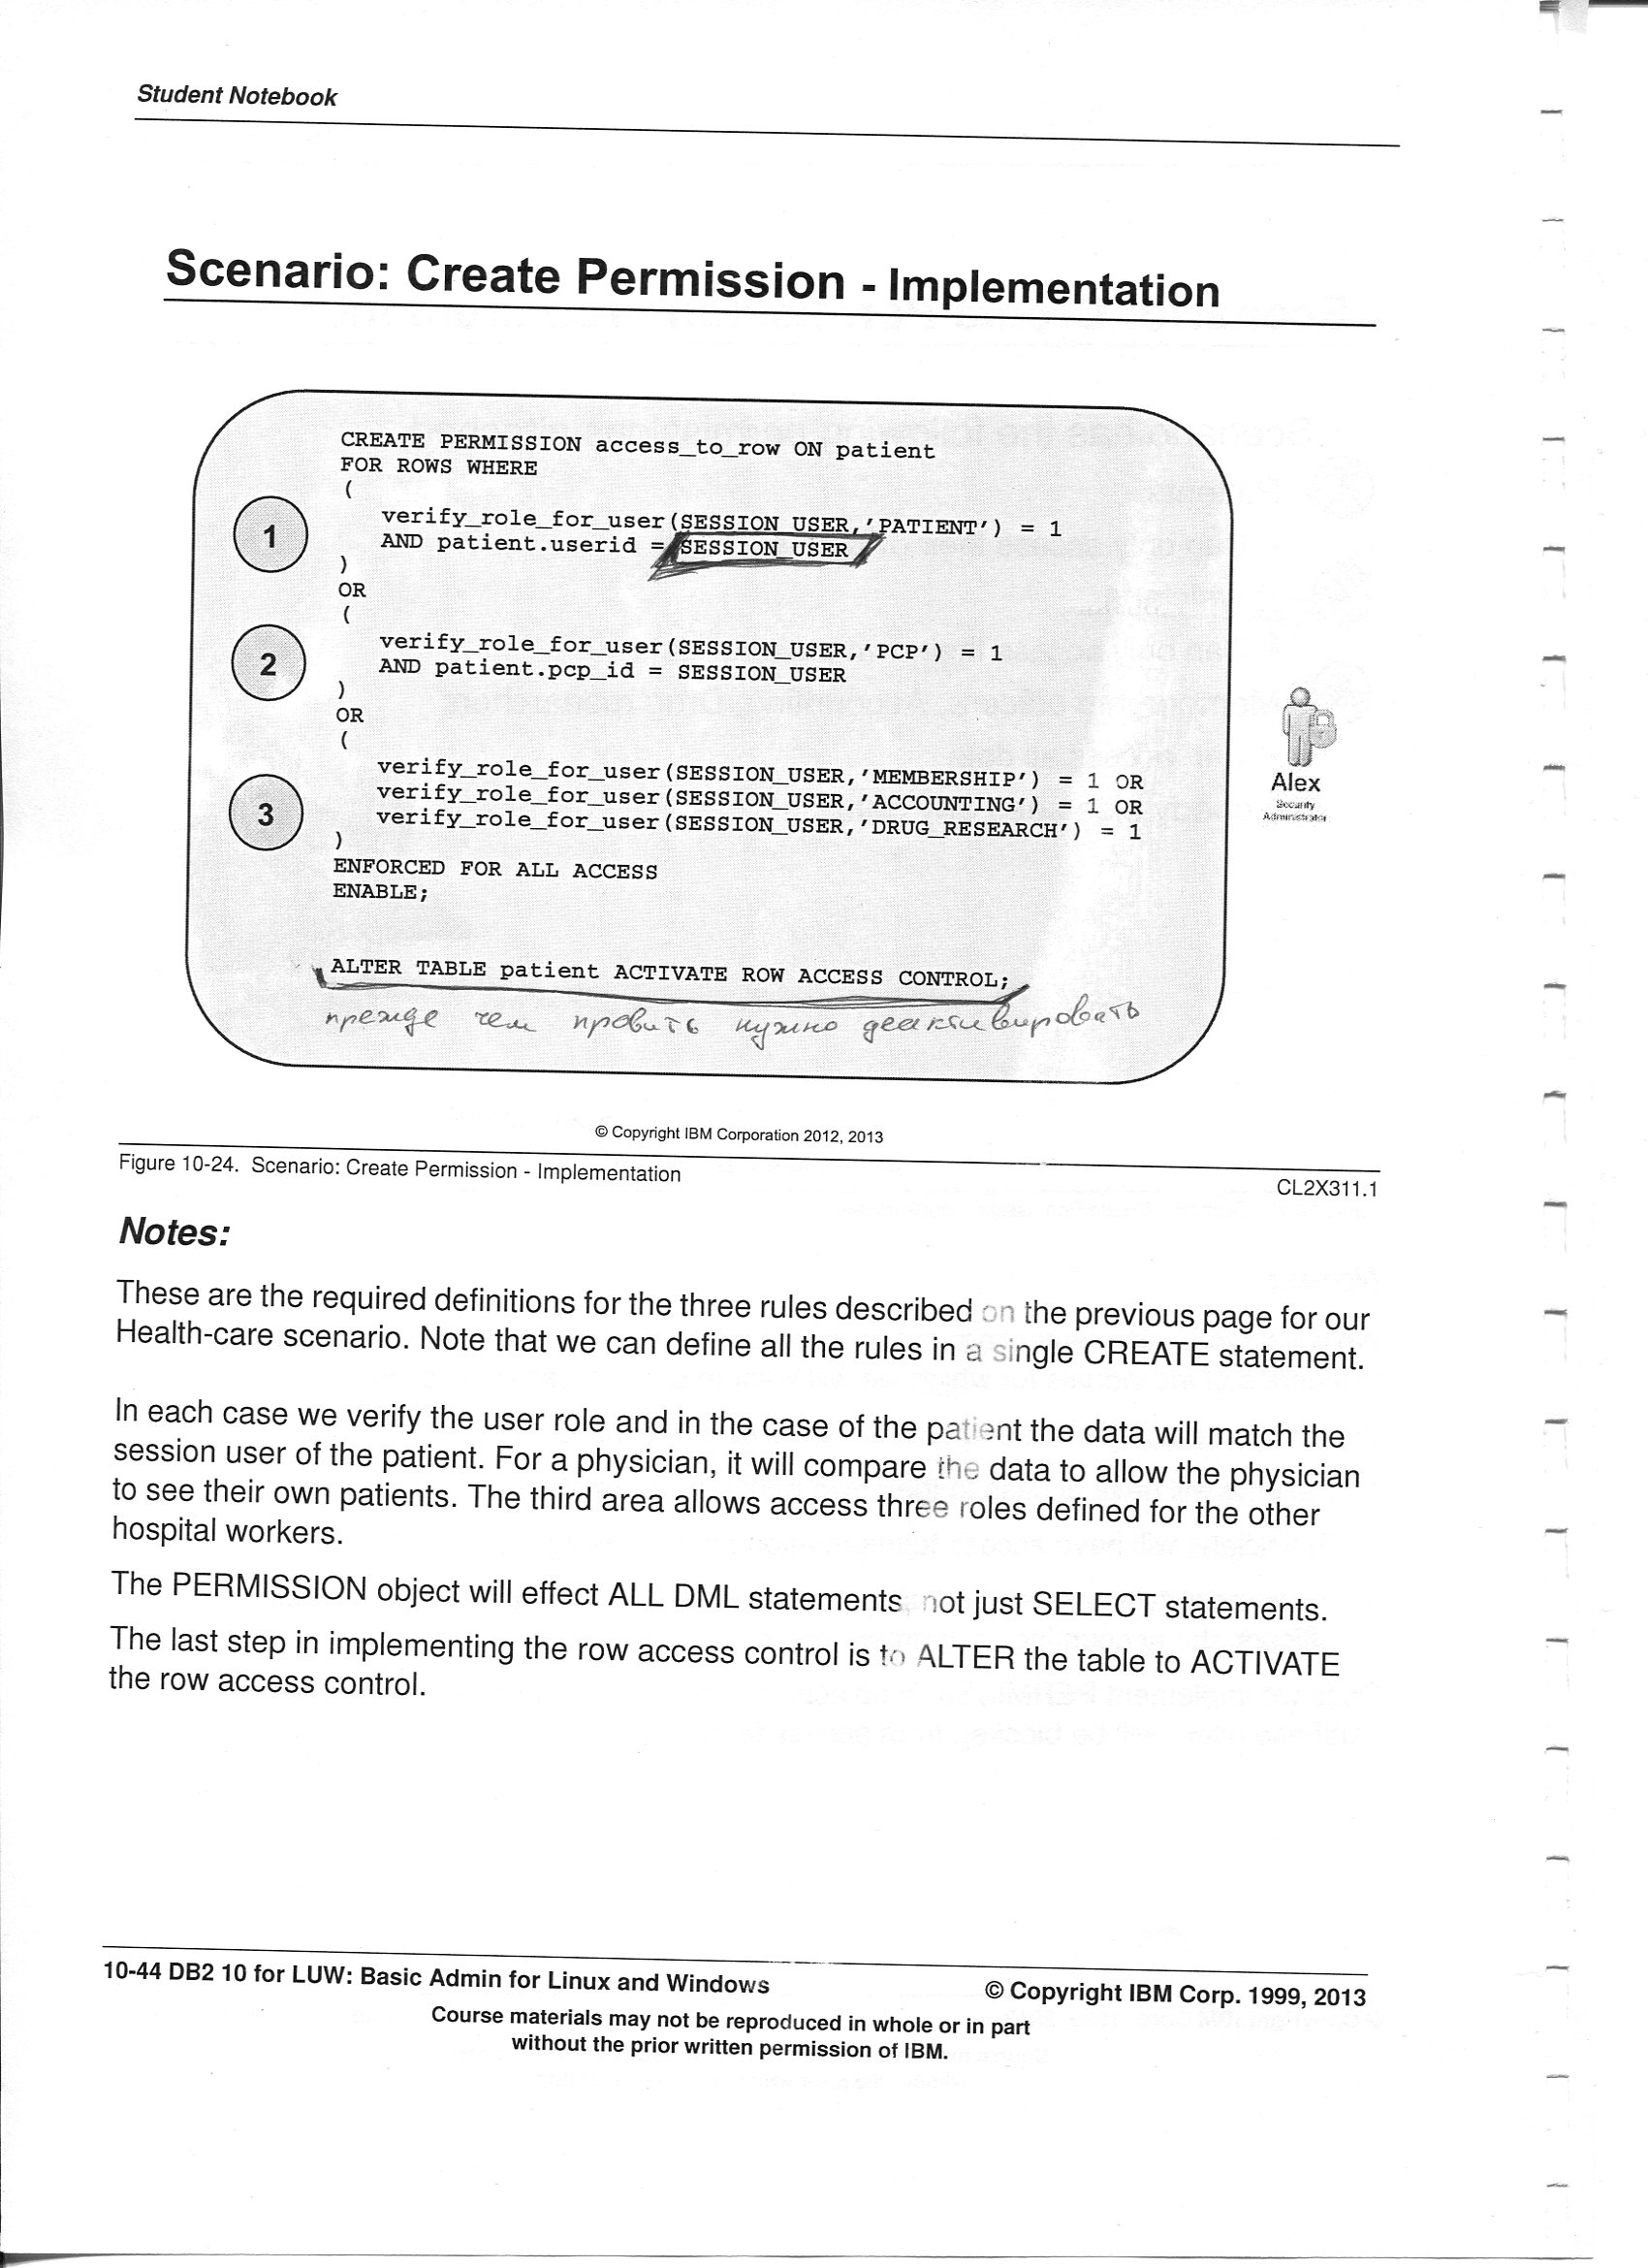 Student Notebook
Scenario: Create Permission - Implementation
CREATE PERMISSION access_to_row ON patient
FOR ROWS WHERE
(
1
verify_role_for_user(SESSION_USER,'PATIENT') = 1
AND patient.userid = SESSION_USER
)
OR
(
2
verify_role_for_user(SESSION_USER,'PCP') = 1
AND patient.pcp_id = SESSION_USER
)
OR
(
3
verify_role_for_user(SESSION_USER,'MEMBERSHIP') = 1 OR
verify_role_for_user(SESSION_USER,'ACCOUNTING') = 1 OR
verify_role_for_user(SESSION_USER,'DRUG_RESEARCH') = 1
)
ENFORCED FOR ALL ACCESS
ENABLE;
Alex
Security
Administrator
ALTER TABLE patient ACTIVATE ROW ACCESS CONTROL;
прежде чем править нужно деактивировать
© Copyright IBM Corporation 2012, 2013
Figure 10-24. Scenario: Create Permission - Implementation
CL2X311.1
Notes:
These are the required definitions for the three rules described on the previous page for our
Health-care scenario. Note that we can define all the rules in a single CREATE statement.
In each case we verify the user role and in the case of the patient the data will match the
session user of the patient. For a physician, it will compare the data to allow the physician
to see their own patients. The third area allows access three roles defined for the other
hospital workers.
The PERMISSION object will effect ALL DML statements, not just SELECT statements.
The last step in implementing the row access control is to ALTER the table to ACTIVATE
the row access control.
10-44 DB2 10 for LUW: Basic Admin for Linux and Windows
© Copyright IBM Corp. 1999, 2013
Course materials may not be reproduced in whole or in part
without the prior written permission of IBM.